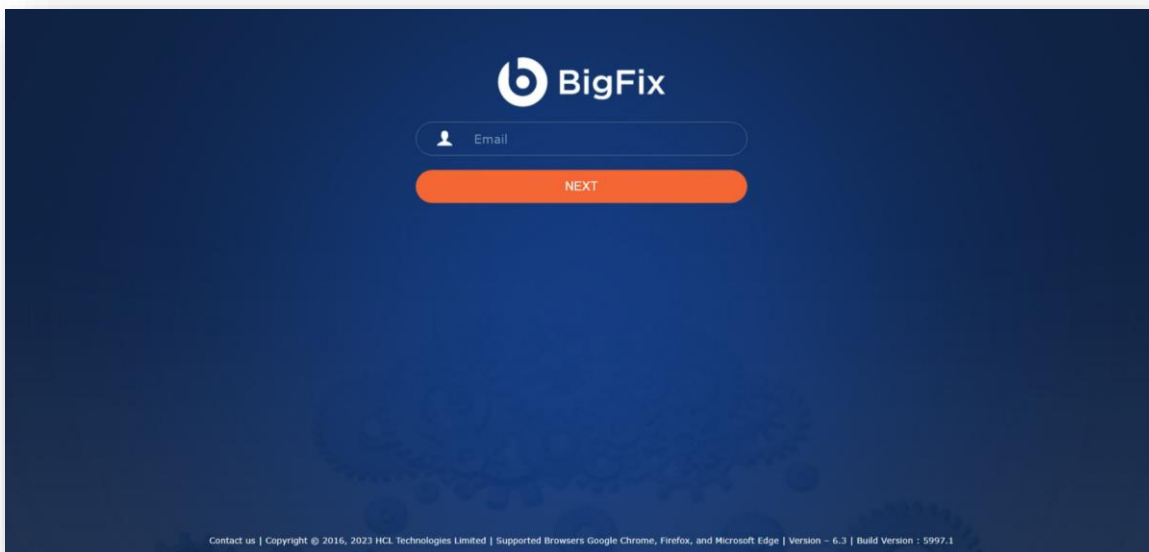 BigFix
Email
NEXT
Contact us | Copyright © 2016, 2023 HCL Technologies Limited | Supported Browsers Google Chrome, Firefox, and Microsoft Edge | Version – 6.3 | Build Version : 5997.1